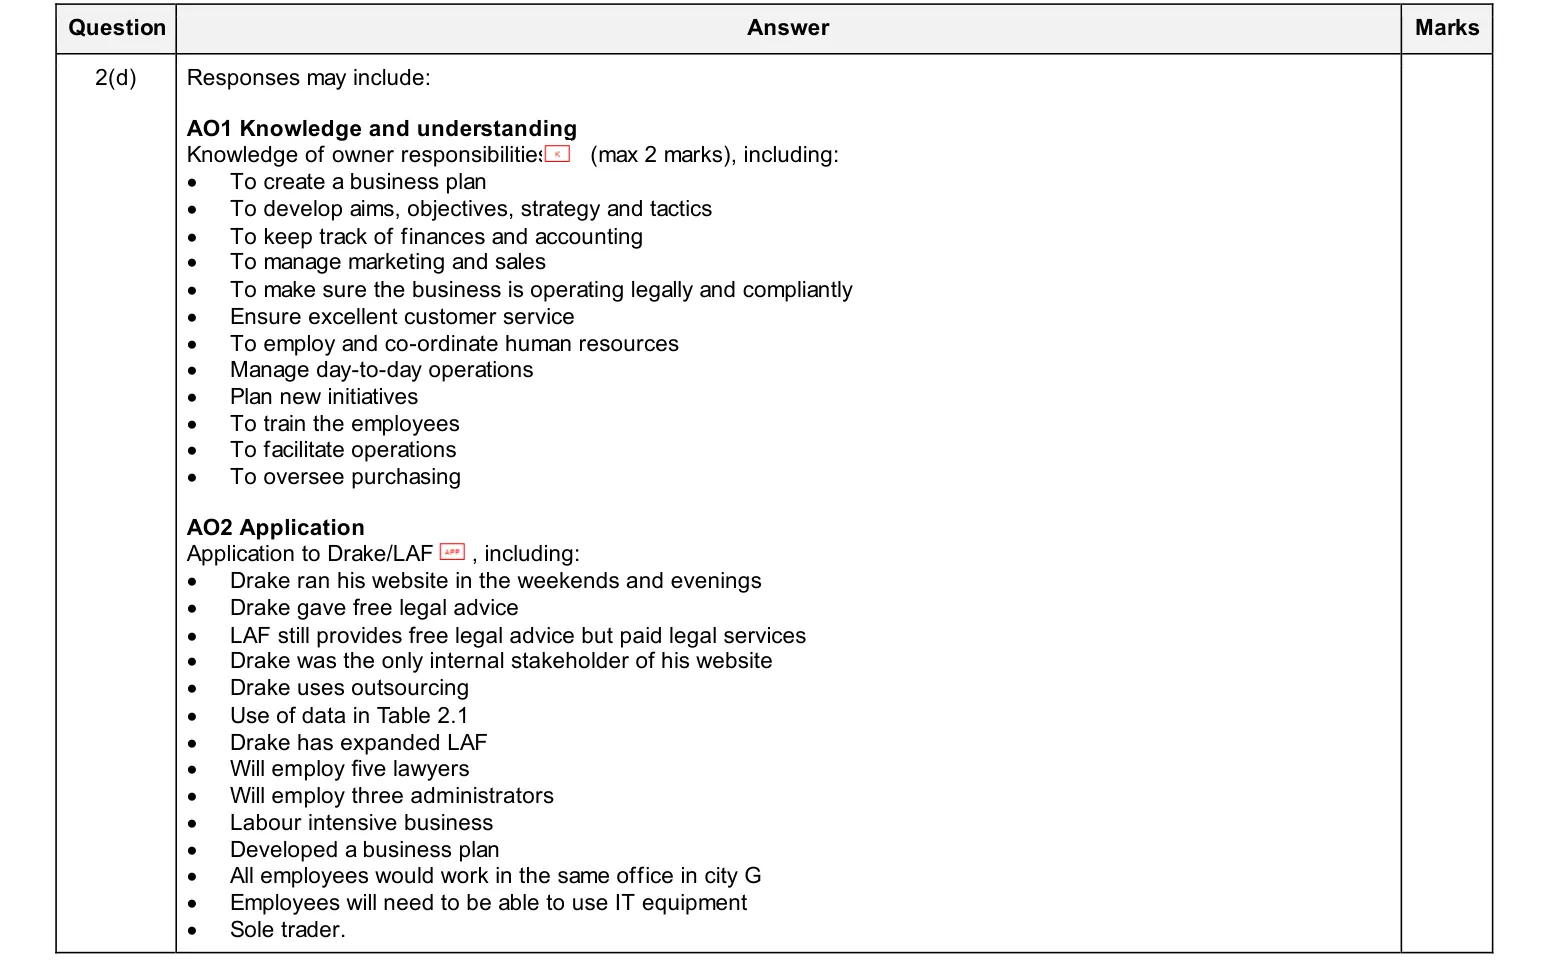 Question Answer Marks
2(d) Responses may include:
AO1 Knowledge and understanding
Knowledge of owner responsibilities K (max 2 marks), including:
• To create a business plan
• To develop aims, objectives, strategy and tactics
• To keep track of finances and accounting
• To manage marketing and sales
• To make sure the business is operating legally and compliantly
• Ensure excellent customer service
• To employ and co-ordinate human resources
• Manage day-to-day operations
• Plan new initiatives
• To train the employees
• To facilitate operations
• To oversee purchasing
AO2 Application
Application to Drake/LAF APP , including:
• Drake ran his website in the weekends and evenings
• Drake gave free legal advice
• LAF still provides free legal advice but paid legal services
• Drake was the only internal stakeholder of his website
• Drake uses outsourcing
• Use of data in Table 2.1
• Drake has expanded LAF
• Will employ five lawyers
• Will employ three administrators
• Labour intensive business
• Developed a business plan
• All employees would work in the same office in city G
• Employees will need to be able to use IT equipment
• Sole trader.